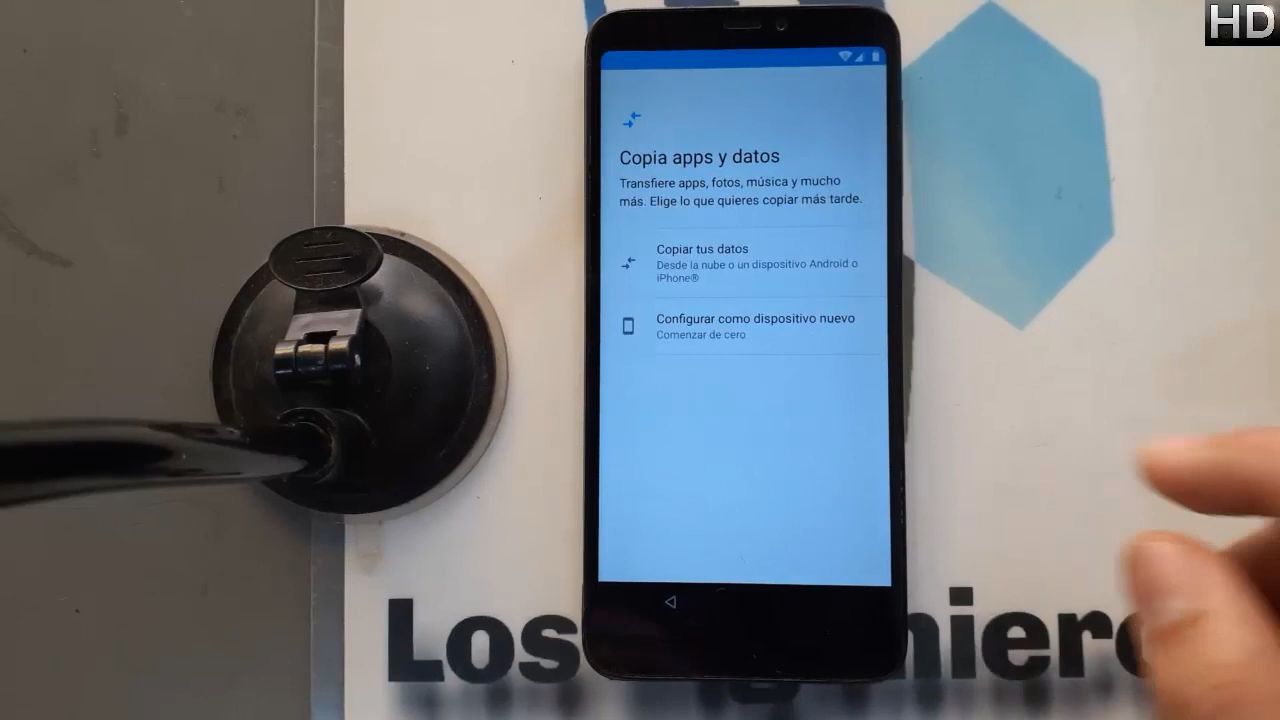 HD
Copia apps y datos
Transfiere apps, fotos, música y mucho
más. Elige lo que quieres copiar más tarde.
Copiar tus datos
Desde la nube o un dispositivo Android o
iPhone®
Configurar como dispositivo nuevo
Comenzar de cero
Los